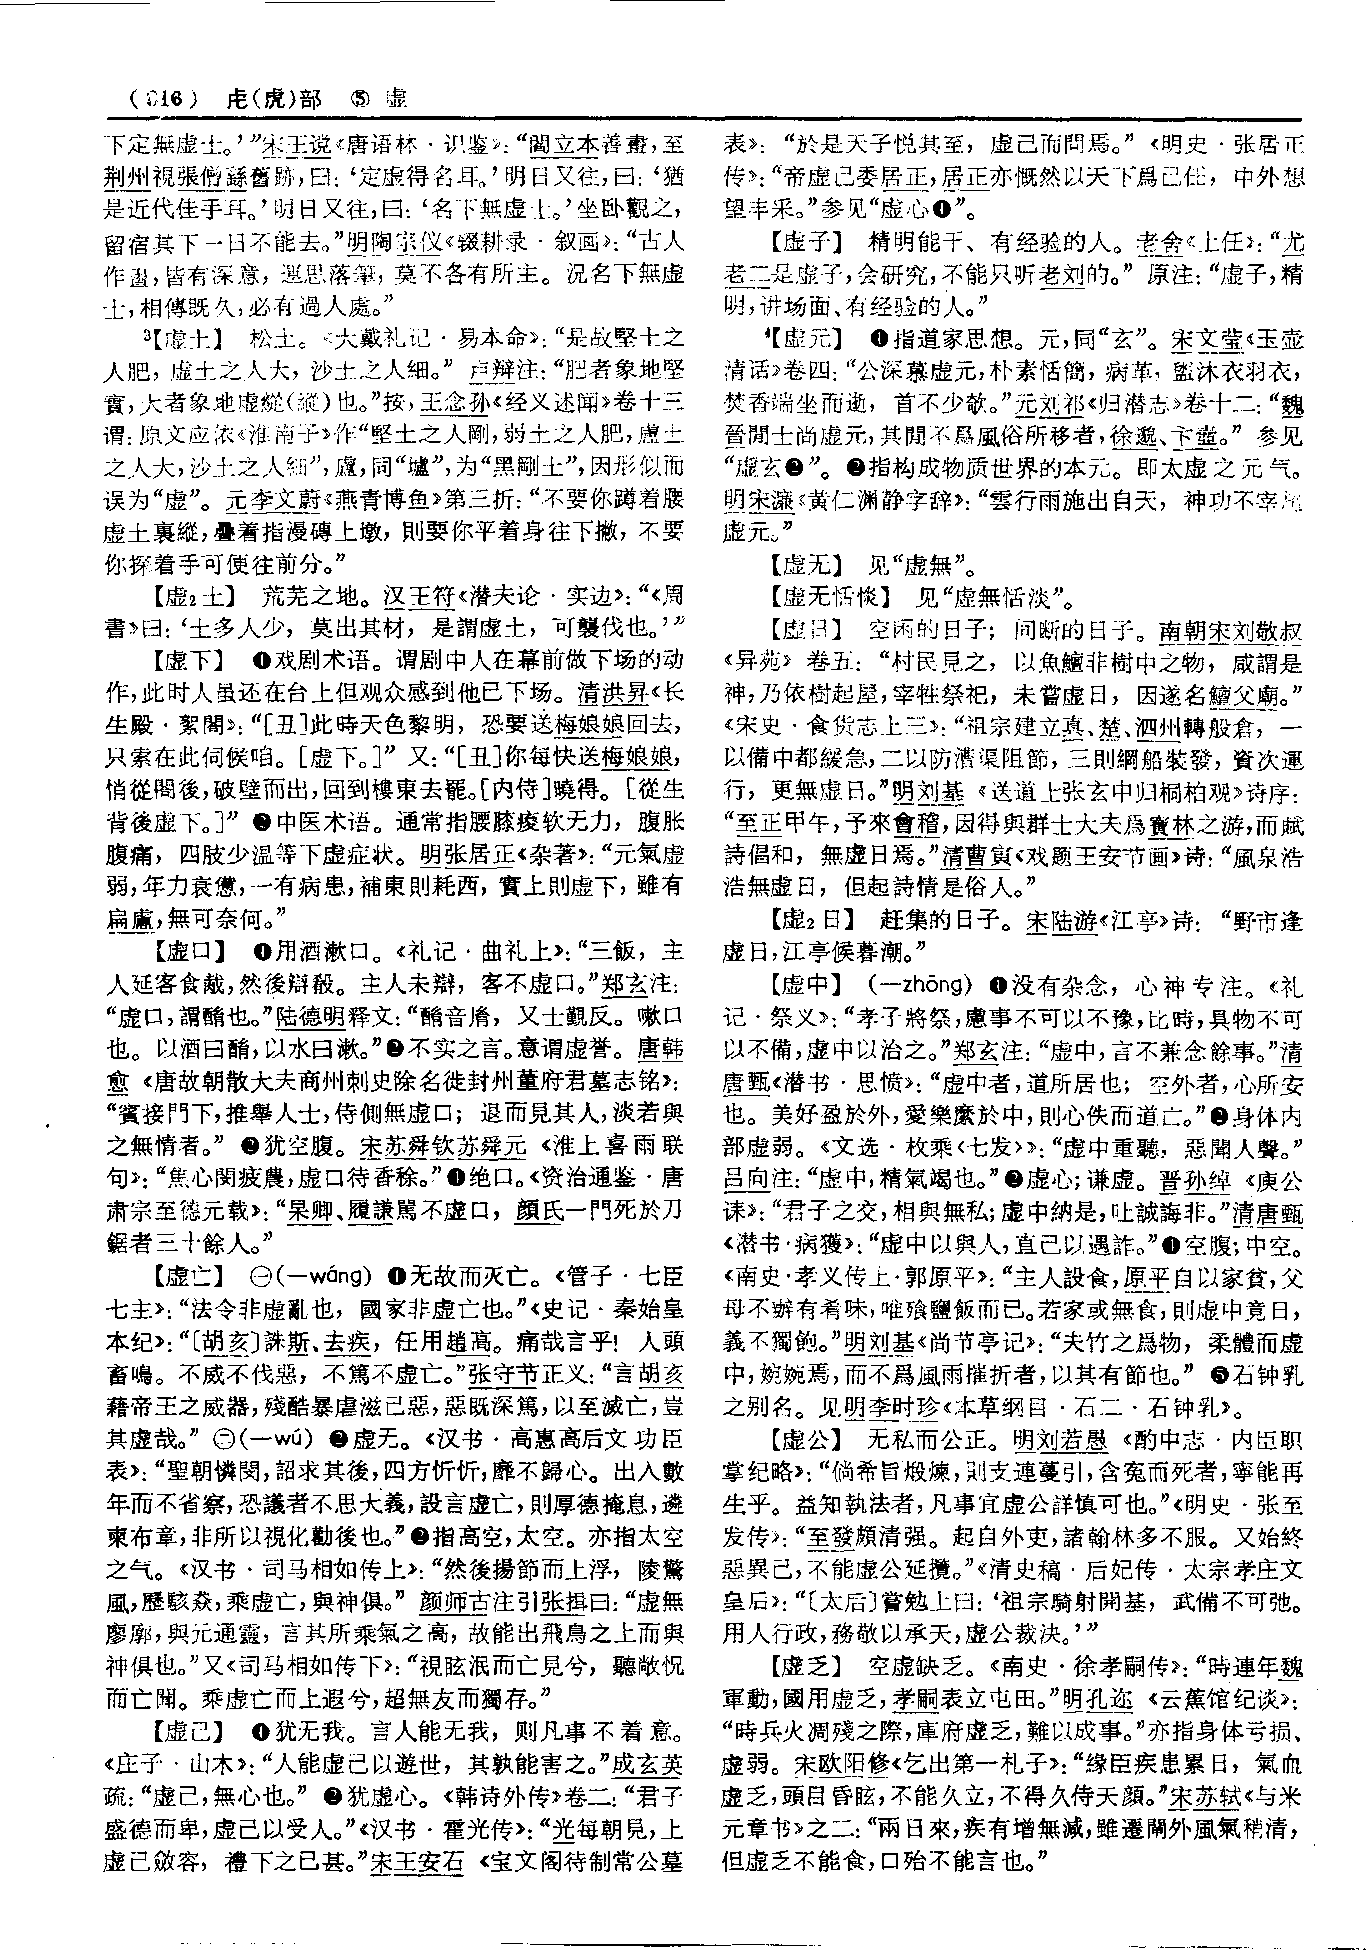 虍(虎)部 ⑤ 虚
下定無虚士。’”宋王谠《唐语林·识鉴》：“閻立本善畫，至
荆州視張僧繇舊跡，曰：‘定虚得名耳。’明日又往，曰：‘猶
是近代佳手耳。’明日又往，曰：‘名下無虚士。’坐卧觀之，
留宿其下一日不能去。”明陶宗仪《辍耕录·叙画》：“古人
作畫，皆有深意，運思落筆，莫不各有所主。況名下無虚
士，相傳既久，必有過人處。”
³【虚土】 松土。《大戴礼记·易本命》：“是故堅土之
人肥，虚土之人大，沙土之人细。” 卢辩注：“肥者象地堅
實，大者象地虚縱(縱)也。”按，王念孙《经义述闻》卷十三
谓：原文应依《淮南子》作“堅土之人剛，弱土之人肥，壚土
之人大，沙土之人細”，盧，同“壚”，为“黑剛土”，因形似而
误为“虚”。元李文蔚《燕青博鱼》第三折：“不要你蹲着腰
虚土裏縱，疊着指漫磚上墩，則要你平着身往下撇，不要
你探着手可便往前分。”
【虚₂土】 荒芜之地。汉王符《潜夫论·实边》：“《周
書》曰：‘土多人少，莫出其材，是謂虚土，可襲伐也。’”
【虚下】 ❶戏剧术语。谓剧中人在幕前做下场的动
作，此时人虽还在台上但观众感到他已下场。清洪昇《长
生殿·絮閣》：“[丑]此時天色黎明，恐要送梅娘娘回去，
只索在此伺候咱。[虚下。]” 又：“[丑]你每快送梅娘娘，
悄從閣後，破壁而出，回到樓東去罷。[内侍]曉得。[從生
背後虚下。]” ❷中医术语。通常指腰膝痠软无力，腹胀
腹痛，四肢少温等下虚症状。明张居正《杂著》：“元氣虚
弱，年力衰憊，一有病患，補東則耗西，實上則虚下，雖有
扁盧，無可奈何。”
【虚口】 ❶用酒漱口。《礼记·曲礼上》：“三飯，主
人延客食胾，然後辯殽。主人未辯，客不虚口。”郑玄注：
“虚口，謂酳也。”陆德明释文：“酳音胤，又士覲反。嗽口
也。以酒曰酳，以水曰漱。”❷不实之言。意谓虚誉。唐韩
愈《唐故朝散大夫商州刺史除名徙封州董府君墓志铭》：
“賓接門下，推舉人士，侍側無虚口；退而見其人，淡若與
之無情者。” ❸犹空腹。宋苏舜钦苏舜元《淮上喜雨联
句》：“焦心閔疲農，虚口待香稌。”❹绝口。《资治通鉴·唐
肃宗至德元载》：“杲卿、履謙駡不虚口，顔氏一門死於刀
鋸者三十餘人。”
【虚亡】 ㊀(—wáng) ❶无故而灭亡。《管子·七臣
七主》：“法令非虚亂也，國家非虚亡也。”《史记·秦始皇
本纪》：“〔胡亥〕誅斯、去疾，任用趙高。痛哉言乎！人頭
畜鳴。不威不伐惡，不篤不虚亡。”张守节正义：“言胡亥
藉帝王之威器，殘酷暴虐滋己惡，惡既深篤，以至滅亡，豈
其虚哉。” ㊁(—wú) ❷虚无。《汉书·高惠高后文功臣
表》：“聖朝憐閔，詔求其後，四方忻忻，靡不歸心。出入數
年而不省察，恐議者不思大義，設言虚亡，則厚德掩息，遴
柬布章，非所以視化勸後也。”❷指高空，太空。亦指太空
之气。《汉书·司马相如传上》：“然後揚節而上浮，陵驚
風，歷駭猋，乘虚亡，與神俱。” 颜师古注引张揖曰：“虚無
廖廓，與元通靈，言其所乘氣之高，故能出飛鳥之上而與
神俱也。”又《司马相如传下》：“視眩泯而亡見兮，聽敞怳
而亡聞。乘虚亡而上遐兮，超無友而獨存。”
【虚己】 ❶犹无我。言人能无我，则凡事不着意。
《庄子·山木》：“人能虚己以遊世，其孰能害之。”成玄英
疏：“虚己，無心也。” ❷犹虚心。《韩诗外传》卷二：“君子
盛德而卑，虚己以受人。”《汉书·霍光传》：“光每朝見，上
虚己斂容，禮下之已甚。”宋王安石《宝文阁待制常公墓
表》：“於是天子悦其至，虚己而問焉。”《明史·张居正
传》：“帝虚己委居正，居正亦慨然以天下爲己任，中外想
望丰采。”参见“虚心❶”。
【虚子】 精明能干、有经验的人。老舍《上任》：“尤
老二是虚子，会研究，不能只听老刘的。” 原注：“虚子，精
明，讲场面、有经验的人。”
⁴【虚元】 ❶指道家思想。元，同“玄”。宋文莹《玉壶
清话》卷四：“公深慕虚元，朴素恬簡，病革，盥沐衣羽衣，
焚香端坐而逝，首不少欹。”元刘祁《归潜志》卷十二：“魏
晉間士尚虚元，其間不爲風俗所移者，徐邈、卞壼。” 参见
“虚玄❷”。❷指构成物质世界的本元。即太虚之元气。
明宋濂《黄仁渊静字辞》：“雲行雨施出自天，神功不宰
虚元。”
【虚无】 见“虚無”。
【虚无恬惔】 见“虚無恬淡”。
【虚日】 空闲的日子；间断的日子。南朝宋刘敬叔
《异苑》卷五：“村民見之，以魚鱣非樹中之物，咸謂是
神，乃依樹起屋，宰牲祭祀，未嘗虚日，因遂名鱣父廟。”
《宋史·食货志上三》：“祖宗建立真、楚、泗州轉般倉，一
以備中都緩急，二以防漕渠阻節，三則綱船裝發，資次運
行，更無虚日。”明刘基《送道士张玄中归桐柏观》诗序：
“至正甲午，予來會稽，因得與群士大夫爲寶林之游，而賦
詩倡和，無虚日焉。”清曹寅《戏题王安节画》诗：“風泉浩
浩無虚日，但起詩情是俗人。”
【虚₂日】 赶集的日子。宋陆游《江亭》诗：“野市逢
虚日，江亭候暮潮。”
【虚中】 (—zhōng) ❶没有杂念，心神专注。《礼
记·祭义》：“孝子將祭，慮事不可以不豫，比時，具物不可
以不備，虚中以治之。”郑玄注：“虚中，言不兼念餘事。”清
唐甄《潜书·思愤》：“虚中者，道所居也；空外者，心所安
也。美好盈於外，愛樂縻於中，則心佚而道亡。”❷身体内
部虚弱。《文选·枚乘〈七发〉》：“虚中重聽，惡聞人聲。”
吕向注：“虚中，精氣竭也。”❸虚心；谦虚。晋孙绰《庾公
诔》：“君子之交，相與無私；虚中納是，吐誠誨非。”清唐甄
《潜书·病獲》：“虚中以與人，直己以遇詐。”❹空腹；中空。
《南史·孝义传上·郭原平》：“主人設食，原平自以家貧，父
母不辦有肴味，唯飱鹽飯而已。若家或無食，則虚中竟日，
義不獨飽。”明刘基《尚节亭记》：“夫竹之爲物，柔體而虚
中，婉婉焉，而不爲風雨摧折者，以其有節也。” ❺石钟乳
之别名。见明李时珍《本草纲目·石二·石钟乳》。
【虚公】 无私而公正。明刘若愚《酌中志·内臣职
掌纪略》：“倘希旨煅煉，則支連蔓引，含寃而死者，寧能再
生乎。益知執法者，凡事宜虚公詳慎可也。”《明史·张至
发传》：“至發頗清强。起自外吏，諸翰林多不服。又始終
惡異己，不能虚公延攬。”《清史稿·后妃传·太宗孝庄文
皇后》：“〔太后〕嘗勉上曰：‘祖宗騎射開基，武備不可弛。
用人行政，務敬以承天，虚公裁決。’”
【虚乏】 空虚缺乏。《南史·徐孝嗣传》：“時連年魏
軍動，國用虚乏，孝嗣表立屯田。”明孔迩《云蕉馆纪谈》：
“時兵火凋殘之際，庫府虚乏，難以成事。”亦指身体亏损、
虚弱。宋欧阳修《乞出第一札子》：“缘臣疾患累日，氣血
虚乏，頭目昏眩，不能久立，不得久侍天顔。”宋苏轼《与米
元章书》之二：“兩日來，疾有增無減，雖遷閘外風氣稍清，
但虚乏不能食，口殆不能言也。”